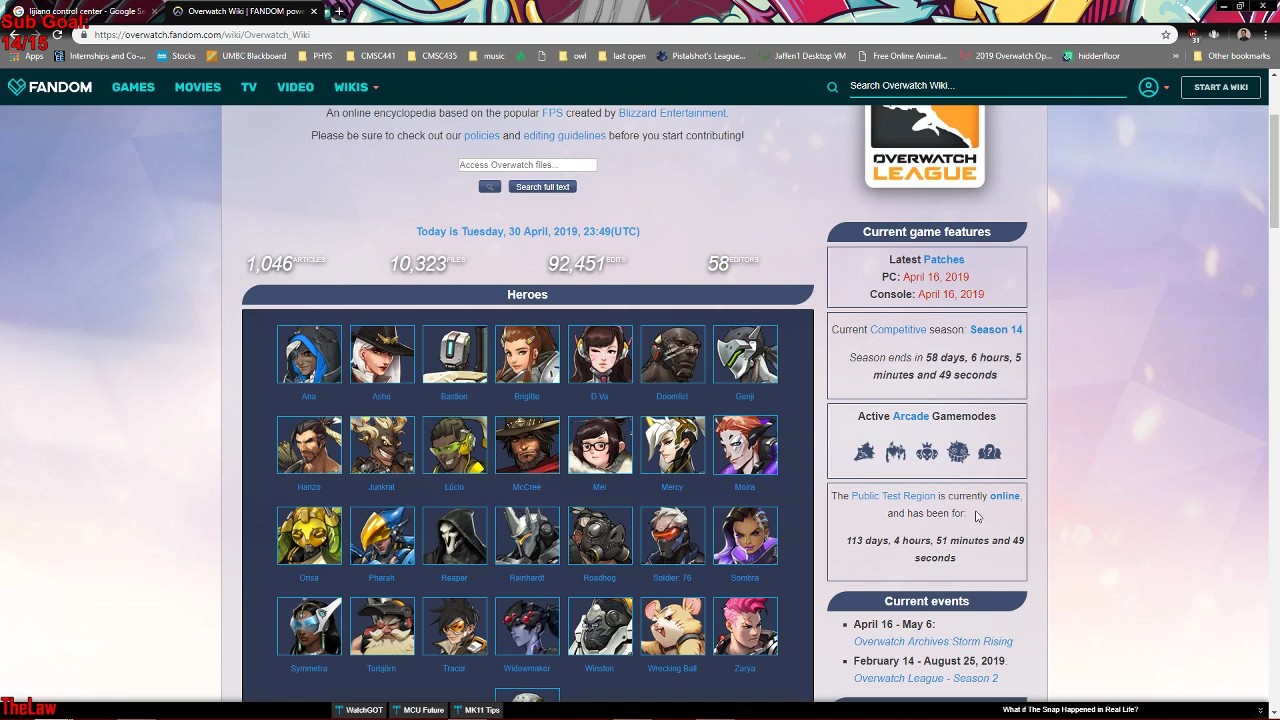 Sub Goal:
14/15
lijiano control center - Google Se
Overwatch Wiki | FANDOM pow
https://overwatch.fandom.com/wiki/Overwatch_Wiki
31
Apps
Internships and Co-...
Stocks
UMBC Blackboard
PHYS
CMSC441
CMSC435
music
owl
last open
Pistalshot's League...
Jaffen1 Desktop VM
Free Online Animat...
2019 Overwatch Op...
hiddenfloor
»
Other bookmarks
FANDOM
GAMES
MOVIES
TV
VIDEO
WIKIS
Search Overwatch Wiki...
START A WIKI
An online encyclopedia based on the popular FPS created by Blizzard Entertainment.
Please be sure to check out our policies and editing guidelines before you start contributing!
Access Overwatch files...
Search full text
OVERWATCH
LEAGUE
Today is Tuesday, 30 April, 2019, 23:49(UTC)
1,046 ARTICLES
10,323 FILES
92,451 EDITS
58 EDITORS
Heroes
Ana
Ashe
Bastion
Brigitte
D.Va
Doomfist
Genji
Hanzo
Junkrat
Lúcio
McCree
Mei
Mercy
Moira
Orisa
Pharah
Reaper
Reinhardt
Roadhog
Soldier: 76
Sombra
Symmetra
Torbjörn
Tracer
Widowmaker
Winston
Wrecking Ball
Zarya
Current game features
Latest Patches
PC: April 16, 2019
Console: April 16, 2019
Current Competitive season: Season 14
Season ends in 58 days, 6 hours, 5
minutes and 49 seconds
Active Arcade Gamemodes
The Public Test Region is currently online,
and has been for:
113 days, 4 hours, 51 minutes and 49
seconds
Current events
April 16 - May 6:
Overwatch Archives:Storm Rising
February 14 - August 25, 2019:
Overwatch League - Season 2
TheLaw
WatchGOT
MCU Future
MK11 Tips
What if The Snap Happened in Real Life?